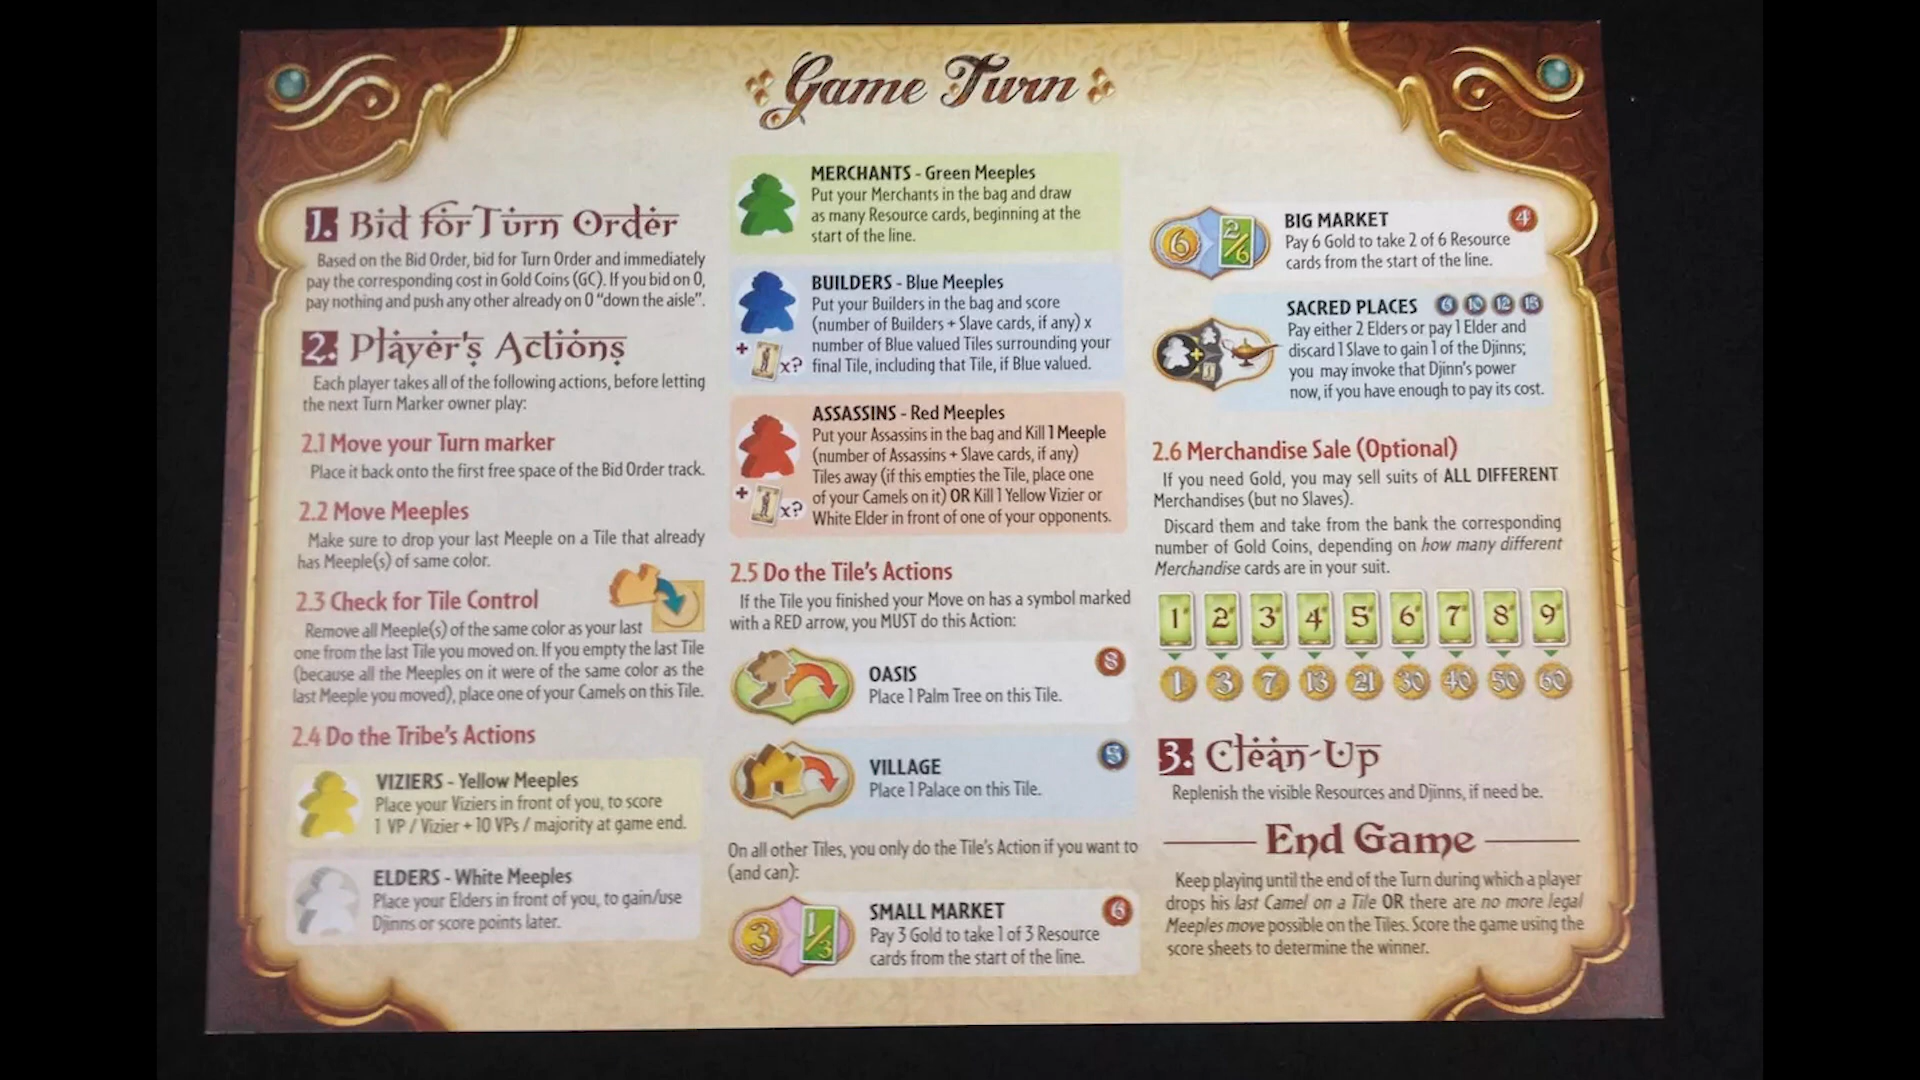 Game Turn
1. Bid for Turn Order
Based on the Bid Order, bid for Turn Order and immediately
pay the corresponding cost in Gold Coins (GC). If you bid on 0,
pay nothing and push any other already on 0 “down the aisle”.
2. Player's Actions
Each player takes all of the following actions, before letting
the next Turn Marker owner play:
2.1 Move your Turn marker
Place it back onto the first free space of the Bid Order track.
2.2 Move Meeples
Make sure to drop your last Meeple on a Tile that already
has Meeple(s) of same color.
2.3 Check for Tile Control
Remove all Meeple(s) of the same color as your last
one from the last Tile you moved on. If you empty the last Tile
(because all the Meeples on it were of the same color as the
last Meeple you moved), place one of your Camels on this Tile.
2.4 Do the Tribe's Actions
VIZIERS - Yellow Meeples
Place your Viziers in front of you, to score
1 VP / Vizier + 10 VPs / majority at game end.
ELDERS - White Meeples
Place your Elders in front of you, to gain/use
Djinns or score points later.
MERCHANTS - Green Meeples
Put your Merchants in the bag and draw
as many Resource cards, beginning at the
start of the line.
BUILDERS - Blue Meeples
Put your Builders in the bag and score
(number of Builders + Slave cards, if any) x
number of Blue valued Tiles surrounding your
final Tile, including that Tile, if Blue valued.
+ x?
ASSASSINS - Red Meeples
Put your Assassins in the bag and Kill 1 Meeple
(number of Assassins + Slave cards, if any)
Tiles away (if this empties the Tile, place one
of your Camels on it) OR Kill 1 Yellow Vizier or
White Elder in front of one of your opponents.
+ x?
2.5 Do the Tile's Actions
If the Tile you finished your Move on has a symbol marked
with a RED arrow, you MUST do this Action:
OASIS 8
Place 1 Palm Tree on this Tile.
VILLAGE 5
Place 1 Palace on this Tile.
On all other Tiles, you only do the Tile's Action if you want to
(and can):
3 1/3
SMALL MARKET 6
Pay 3 Gold to take 1 of 3 Resource
cards from the start of the line.
6 2/6
BIG MARKET 4
Pay 6 Gold to take 2 of 6 Resource
cards from the start of the line.
SACRED PLACES 6 10 12 15
Pay either 2 Elders or pay 1 Elder and
discard 1 Slave to gain 1 of the Djinns;
you may invoke that Djinn's power
now, if you have enough to pay its cost.
2.6 Merchandise Sale (Optional)
If you need Gold, you may sell suits of ALL DIFFERENT
Merchandises (but no Slaves).
Discard them and take from the bank the corresponding
number of Gold Coins, depending on how many different
Merchandise cards are in your suit.
1 2 3 4 5 6 7 8 9
1 3 7 13 21 30 40 50 60
3. Clean-Up
Replenish the visible Resources and Djinns, if need be.
End Game
Keep playing until the end of the Turn during which a player
drops his last Camel on a Tile OR there are no more legal
Meeples move possible on the Tiles. Score the game using the
score sheets to determine the winner.